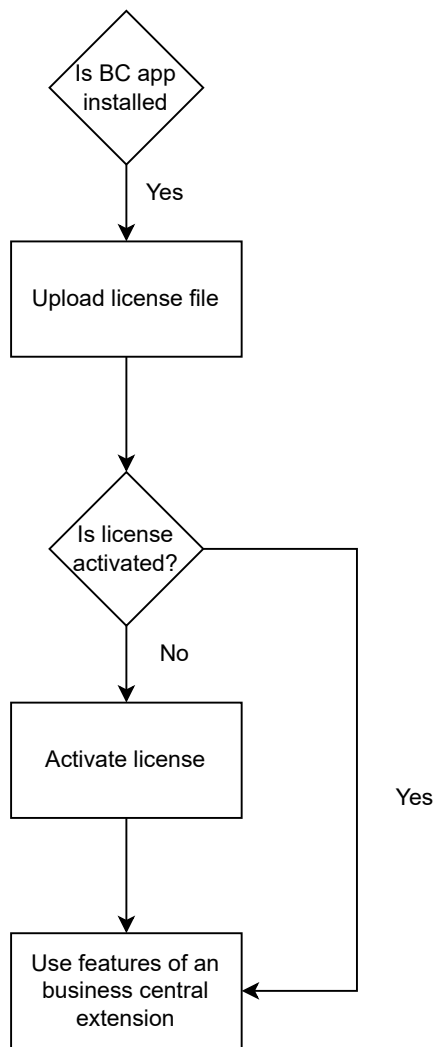 Is BC app
installed
Yes
Upload license file
Is license
activated?
No
Activate license
Yes
Use features of an
business central
extension